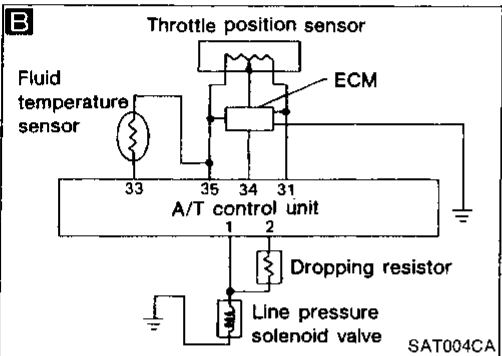 B
Throttle position sensor
ECM
Fluid
temperature
sensor
33 35 34 31
A/T control unit
1 2
Dropping resistor
Line pressure
solenoid valve
SAT004CA